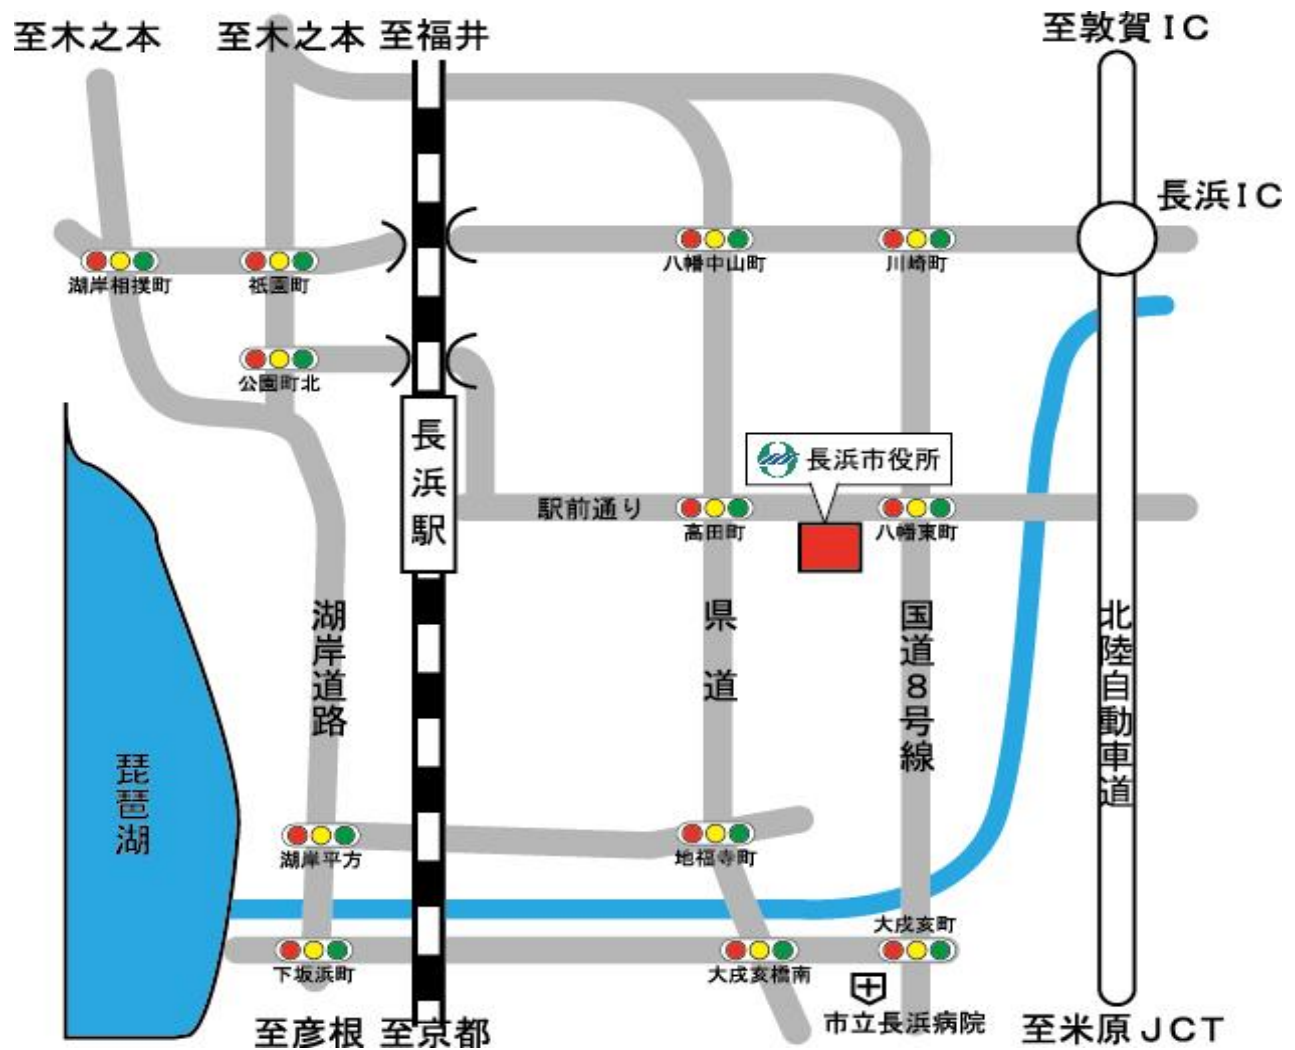 至木之本
至木之本
至福井
至敦賀IC
長浜IC
湖岸相撲町
祇園町
八幡中山町
川崎町
公園町北
長浜駅
長浜市役所
駅前通り
高田町
八幡東町
湖岸道路
県道
国道8号線
北陸自動車道
琵琶湖
湖岸平方
地福寺町
大戌亥町
下坂浜町
大戌亥橋南
市立長浜病院
至彦根
至京都
至米原JCT